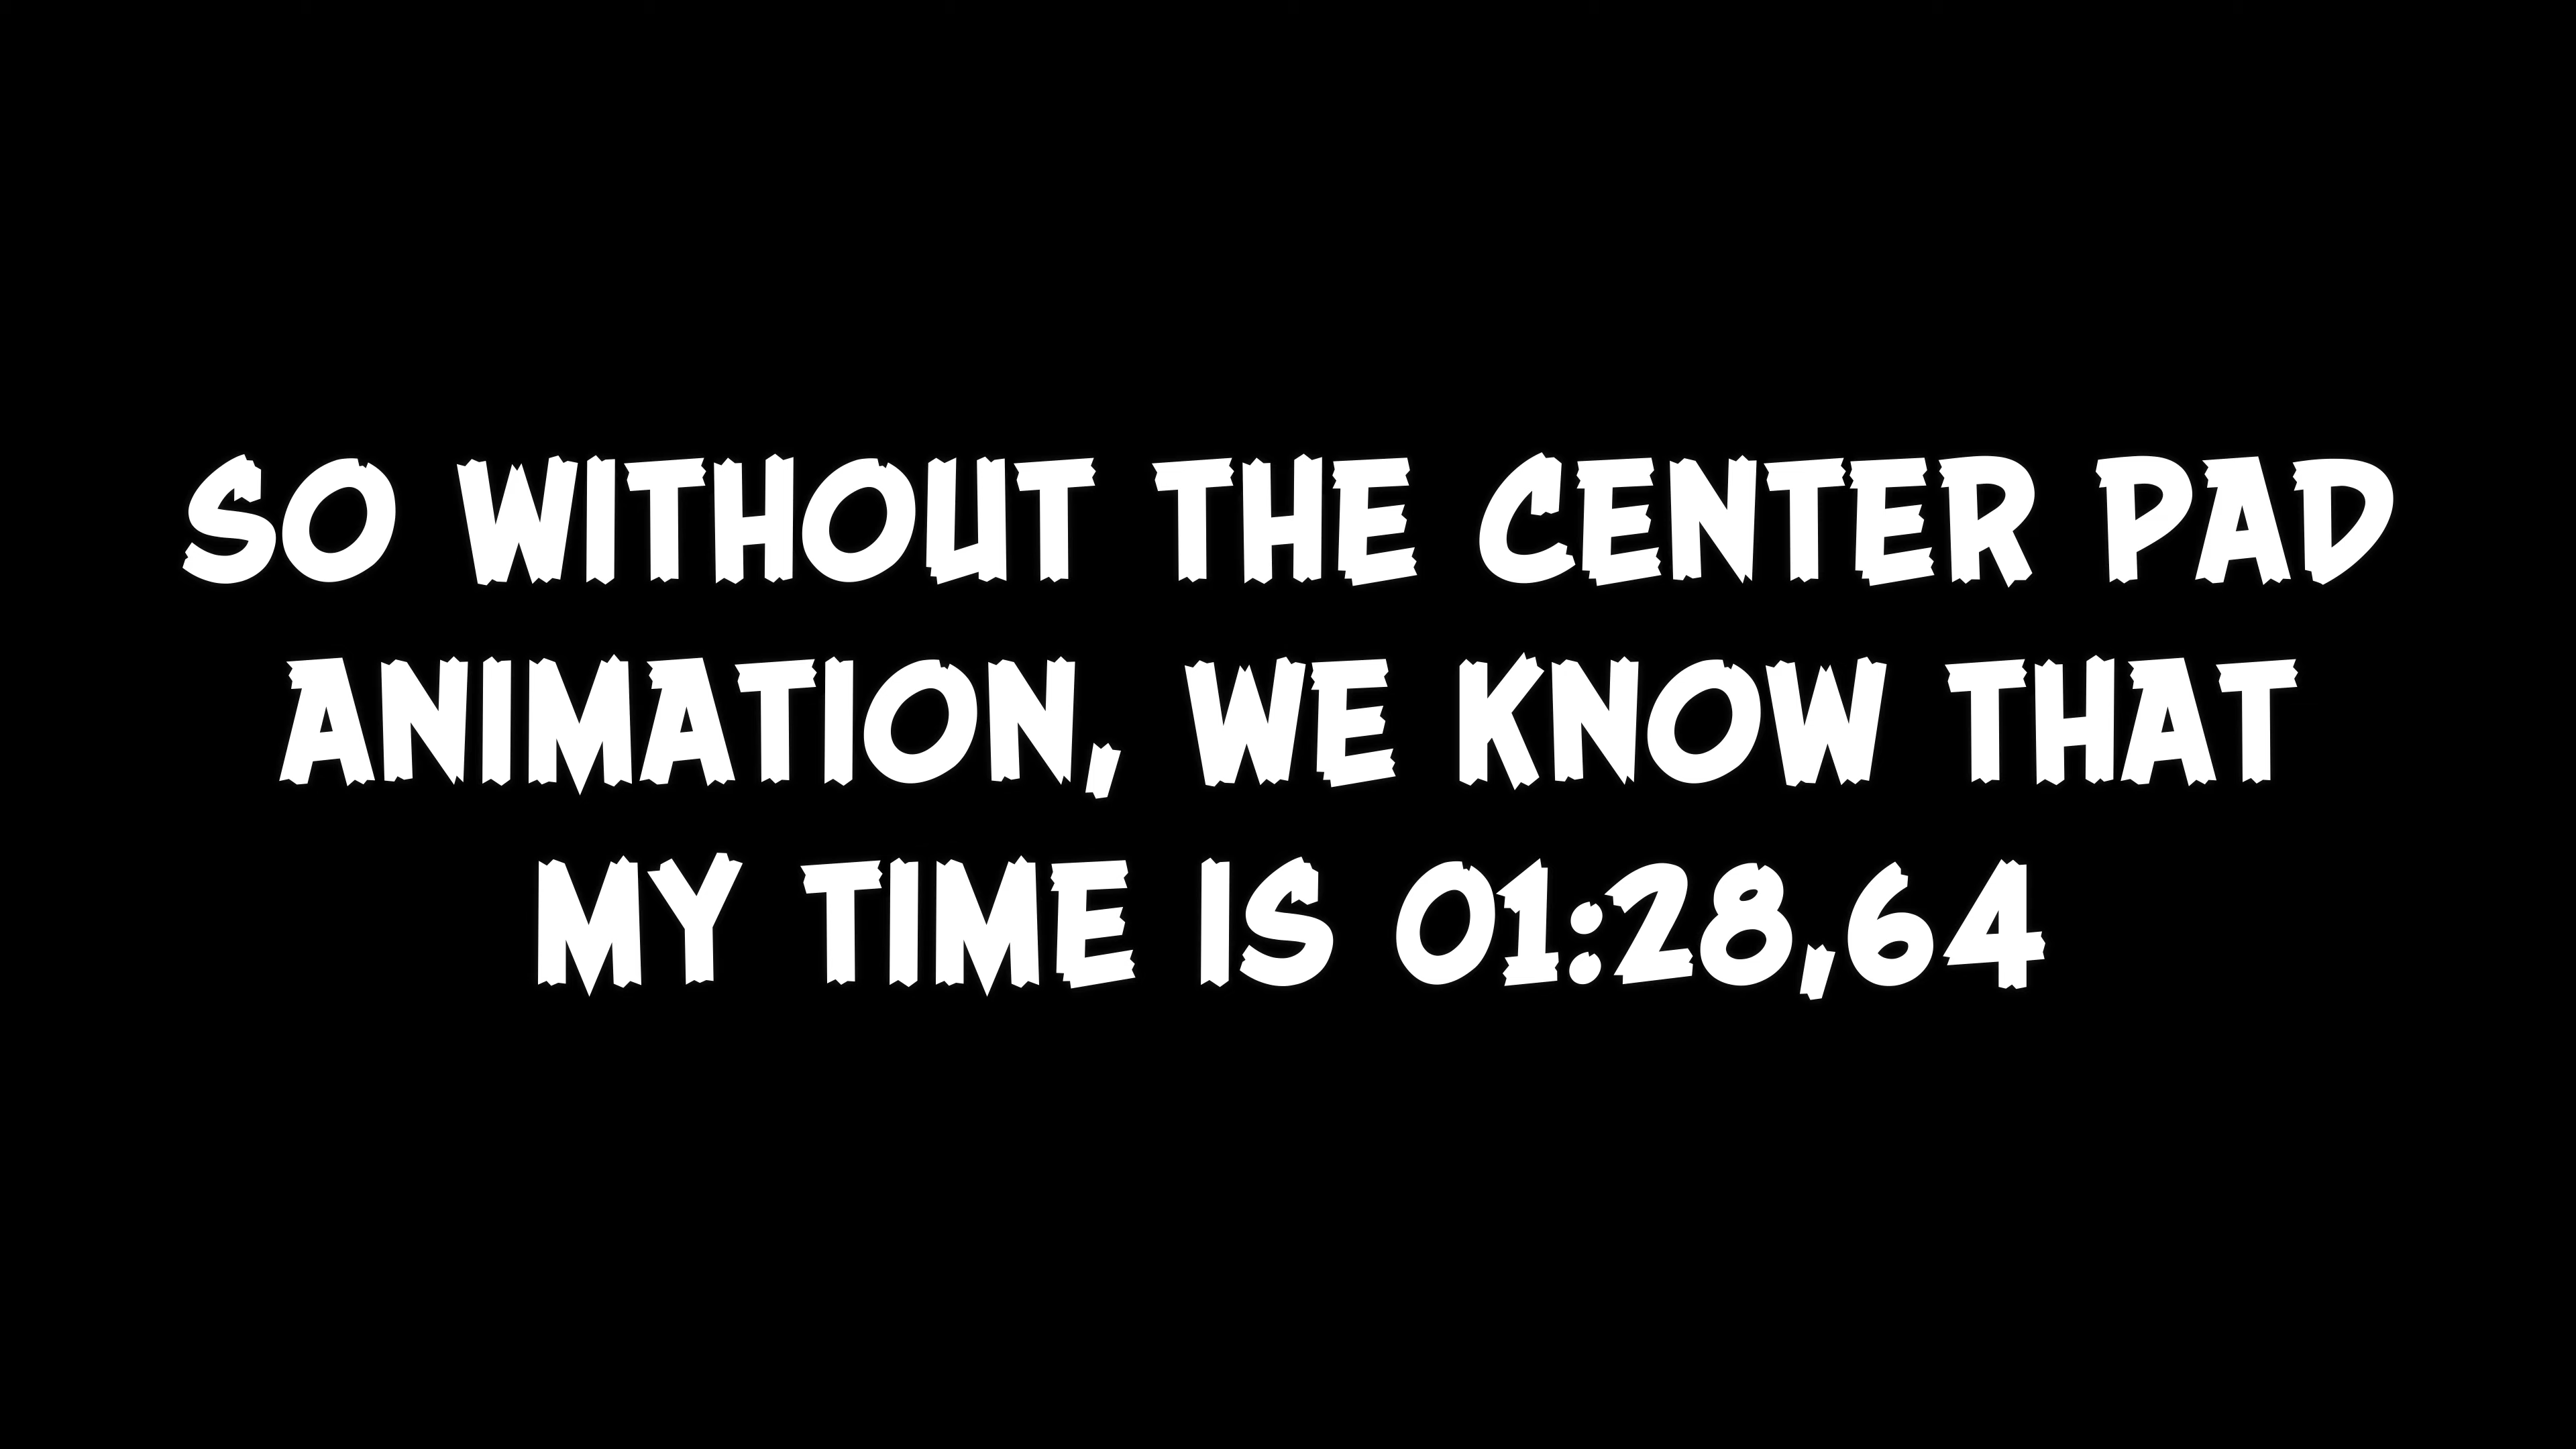 SO WITHOUT THE CENTER PAD
ANIMATION, WE KNOW THAT
MY TIME IS 01:28,64